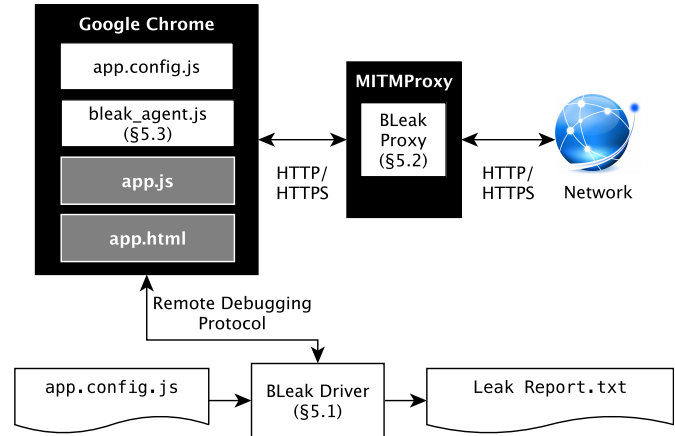 Google Chrome
app.config.js
bleak_agent.js
(§5.3)
app.js
app.html
MITMProxy
BLeak
Proxy
(§5.2)
HTTP/
HTTPS
HTTP/
HTTPS
Network
Remote Debugging
Protocol
app.config.js
BLeak Driver
(§5.1)
Leak Report.txt